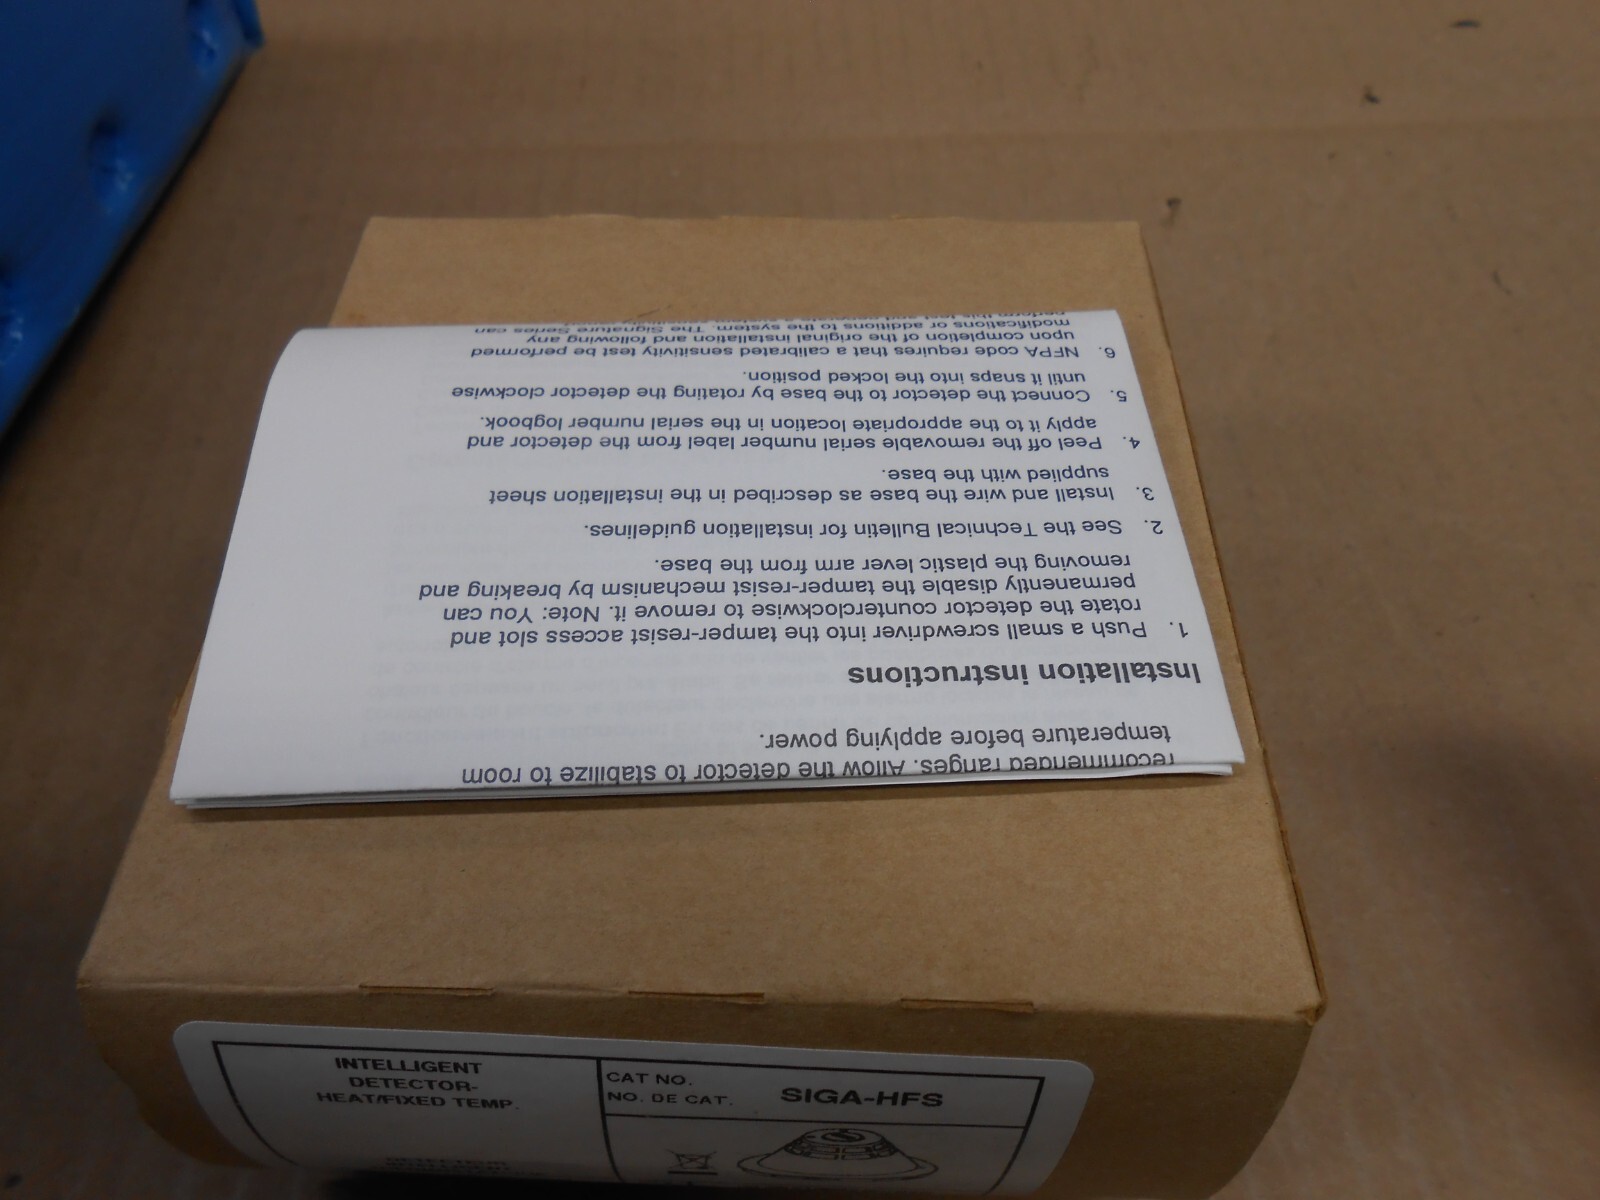 recommended ranges. Allow the detector to stabilize to room
temperature before applying power.
Installation instructions
1. Push a small screwdriver into the tamper-resist access slot and
rotate the detector counterclockwise to remove it. Note: You can
permanently disable the tamper-resist mechanism by breaking and
removing the plastic lever arm from the base.
2. See the Technical Bulletin for installation guidelines.
3. Install and wire the base as described in the installation sheet
supplied with the base.
4. Peel off the removable serial number label from the detector and
apply it to the appropriate location in the serial number logbook.
5. Connect the detector to the base by rotating the detector clockwise
until it snaps into the locked position.
6. NFPA code requires that a calibrated sensitivity test be performed
upon completion of the original installation and following any
modifications or additions to the system. The Signature Series can
INTELLIGENT
DETECTOR-
HEAT/FIXED TEMP.
CAT NO.
NO. DE CAT.
SIGA-HFS